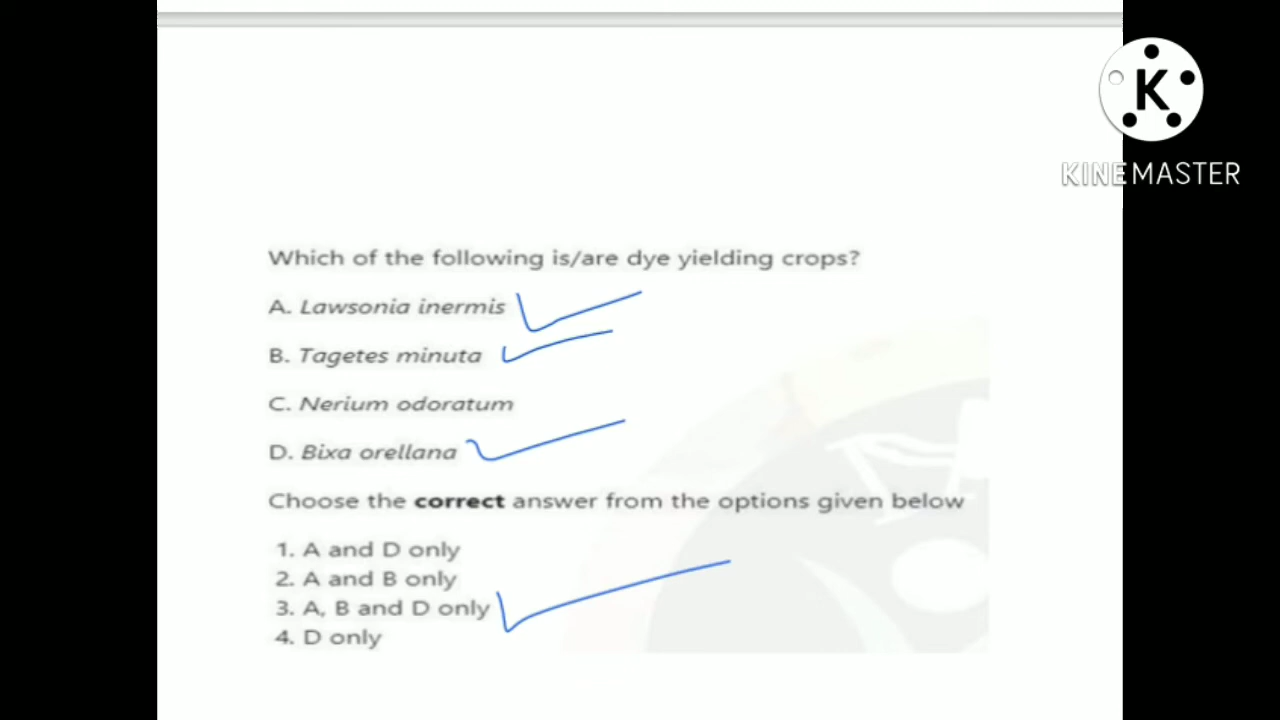 K
KINEMASTER
Which of the following is/are dye yielding crops?
A. Lawsonia inermis
B. Tagetes minuta
C. Nerium odoratum
D. Bixa orellana
Choose the correct answer from the options given below
1. A and D only
2. A and B only
3. A, B and D only
4. D only